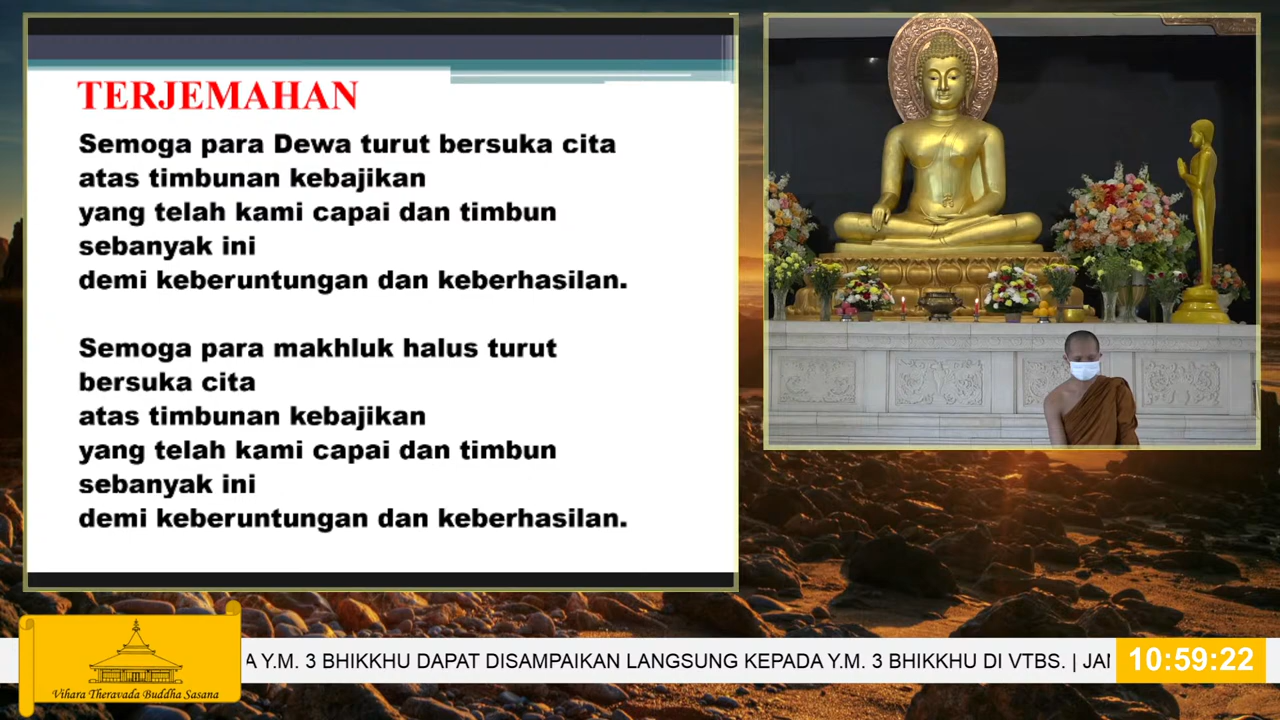 TERJEMAHAN
Semoga para Dewa turut bersuka cita
atas timbunan kebajikan
yang telah kami capai dan timbun
sebanyak ini
demi keberuntungan dan keberhasilan.
Semoga para makhluk halus turut
bersuka cita
atas timbunan kebajikan
yang telah kami capai dan timbun
sebanyak ini
demi keberuntungan dan keberhasilan.
Vihara Theravada Buddha Sasana
A Y.M. 3 BHIKKHU DAPAT DISAMPAIKAN LANGSUNG KEPADA Y.M. 3 BHIKKHU DI VTBS. | JAM
10:59:22